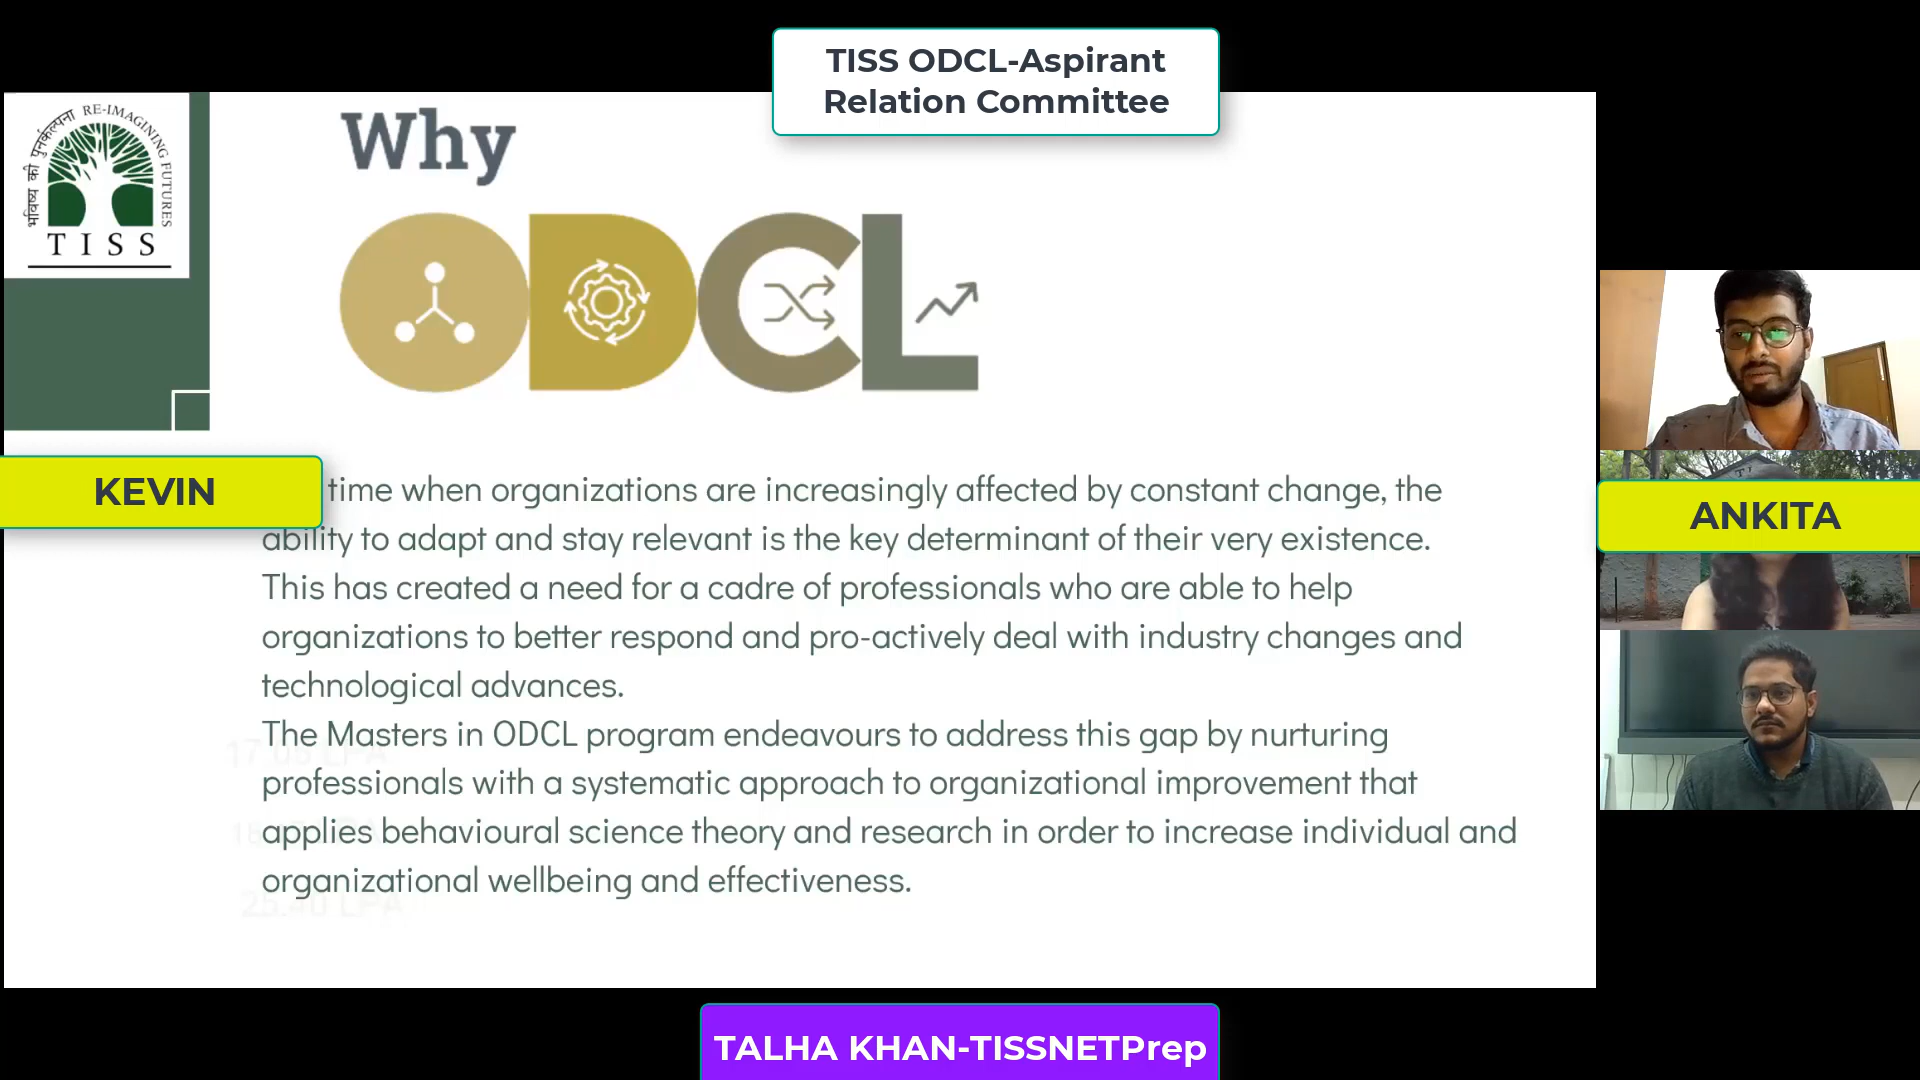 TISS ODCL-Aspirant
Relation Committee
भविष्य की पुनर्कल्पना RE-IMAGINING FUTURES
TISS
Why
ODCL
KEVIN
time when organizations are increasingly affected by constant change, the
ability to adapt and stay relevant is the key determinant of their very existence.
This has created a need for a cadre of professionals who are able to help
organizations to better respond and pro-actively deal with industry changes and
technological advances.
The Masters in ODCL program endeavours to address this gap by nurturing
professionals with a systematic approach to organizational improvement that
applies behavioural science theory and research in order to increase individual and
organizational wellbeing and effectiveness.
ANKITA
TALHA KHAN-TISSNETPrep